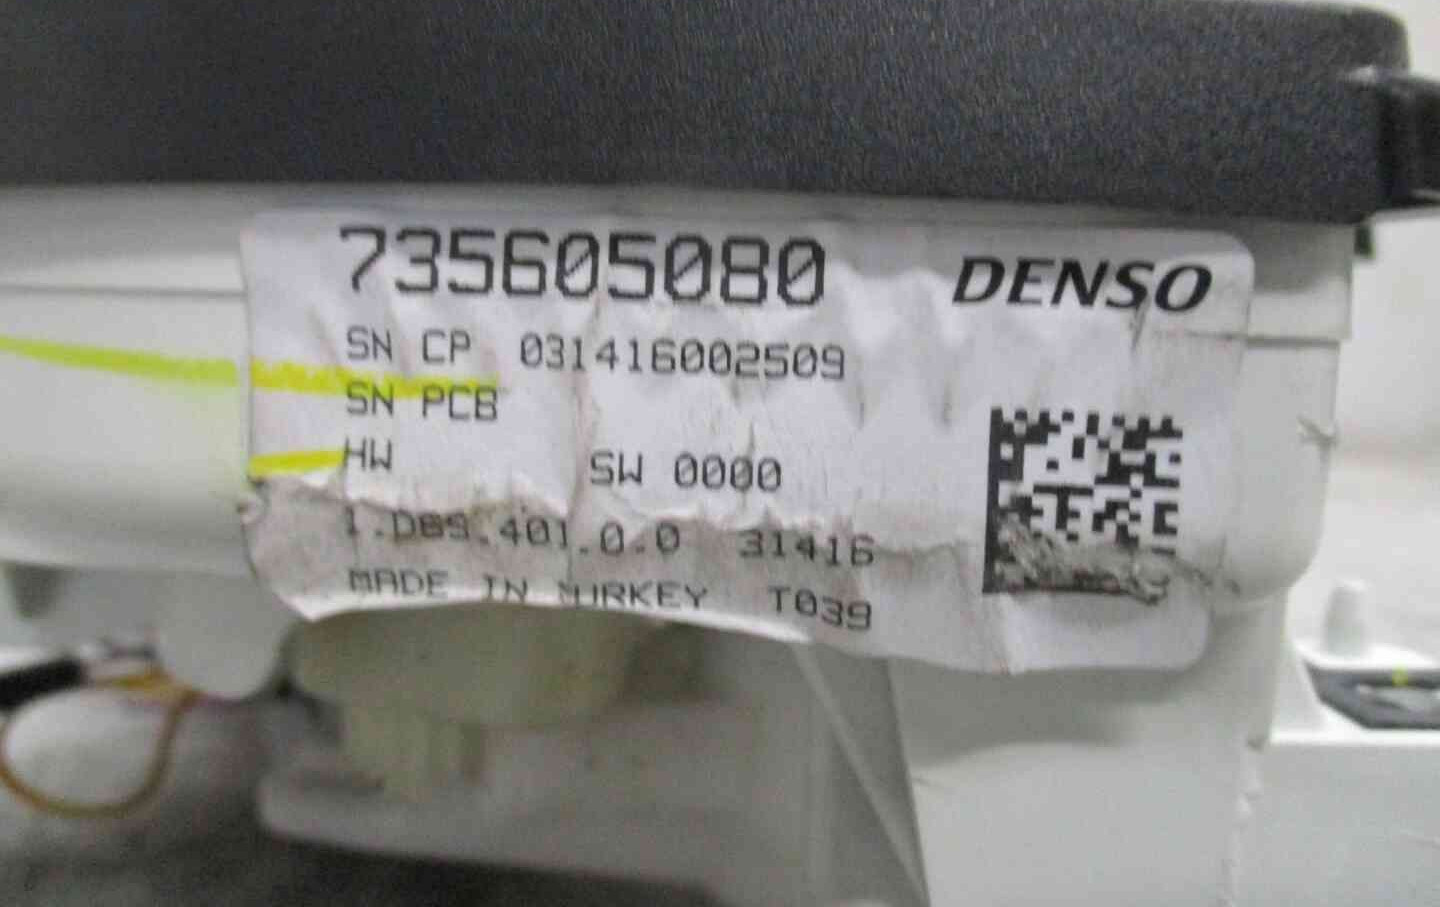 735605080 DENSO
SN CP 031416002509
SN PCB
HW SW 0000
1.DBS.401.0.0 31416
MADE IN TURKEY T039